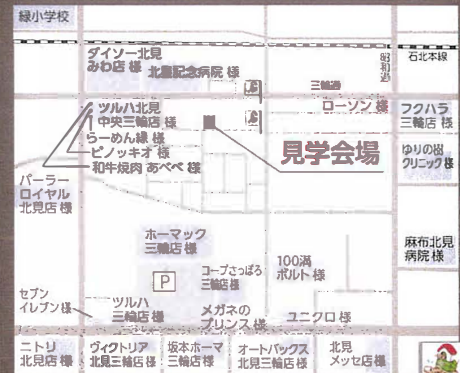 緑小学校
ダイソー北見
みわ店 様
北星記念病院 様
昭和通
石北本線
三輪通
ローソン 様
フクハラ
三輪店 様
ツルハ北見
中央三輪店 様
らーめん縁 様
ピノッキオ 様
和牛焼肉 あべべ 様
見学会場
ゆりの樹
クリニック 様
パーラー
ロイヤル
北見店 様
ホーマック
三輪店 様
麻布北見
病院 様
P
コープさっぽろ
三輪店 様
100満
ボルト 様
セブン
イレブン 様
ツルハ
三輪店 様
メガネの
プリンス 様
ユニクロ 様
ニトリ
北見店 様
ヴィクトリア
北見三輪店 様
坂本ホーマ
三輪店 様
オートバックス
北見三輪店 様
北見
メッセ店 様